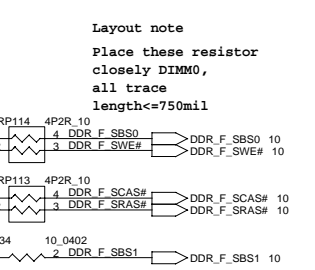 Layout note
Place these resistor
closely DIMM0,
all trace
length<=750mil
RP114 4P2R_10
4 DDR_F_SBS0 DDR_F_SBS0 10
3 DDR_F_SWE# DDR_F_SWE# 10
RP113 4P2R_10
4 DDR_F_SCAS# DDR_F_SCAS# 10
3 DDR_F_SRAS# DDR_F_SRAS# 10
34 10_0402
2 DDR_F_SBS1 DDR_F_SBS1 10